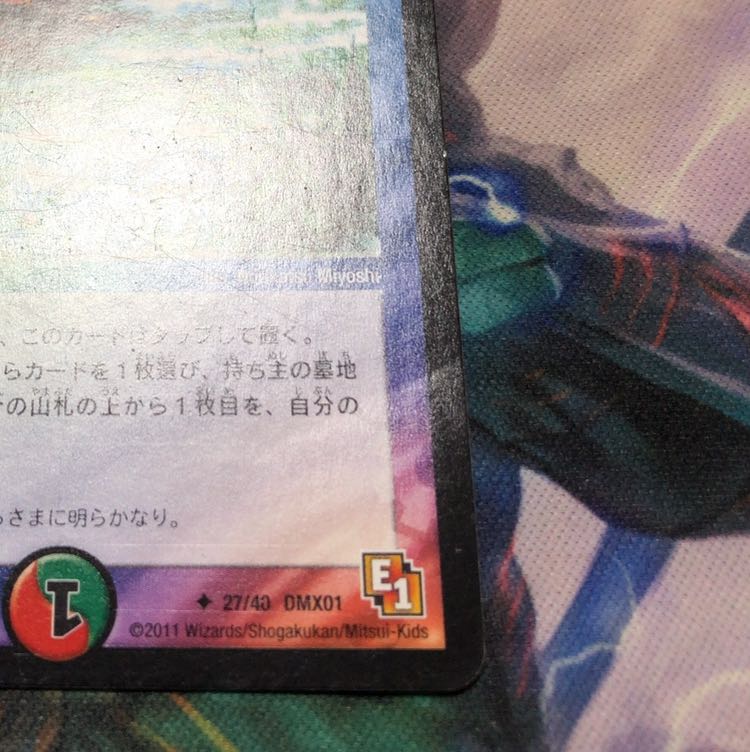 Miyoshi
、このカードはタップして置く。
らカードを1枚選び、持ち主の墓地
の山札の上から1枚目を、自分の
さまに明らかなり。
1
27/40 DMX01
E1
©2011 Wizards/Shogakukan/Mitsui-Kids